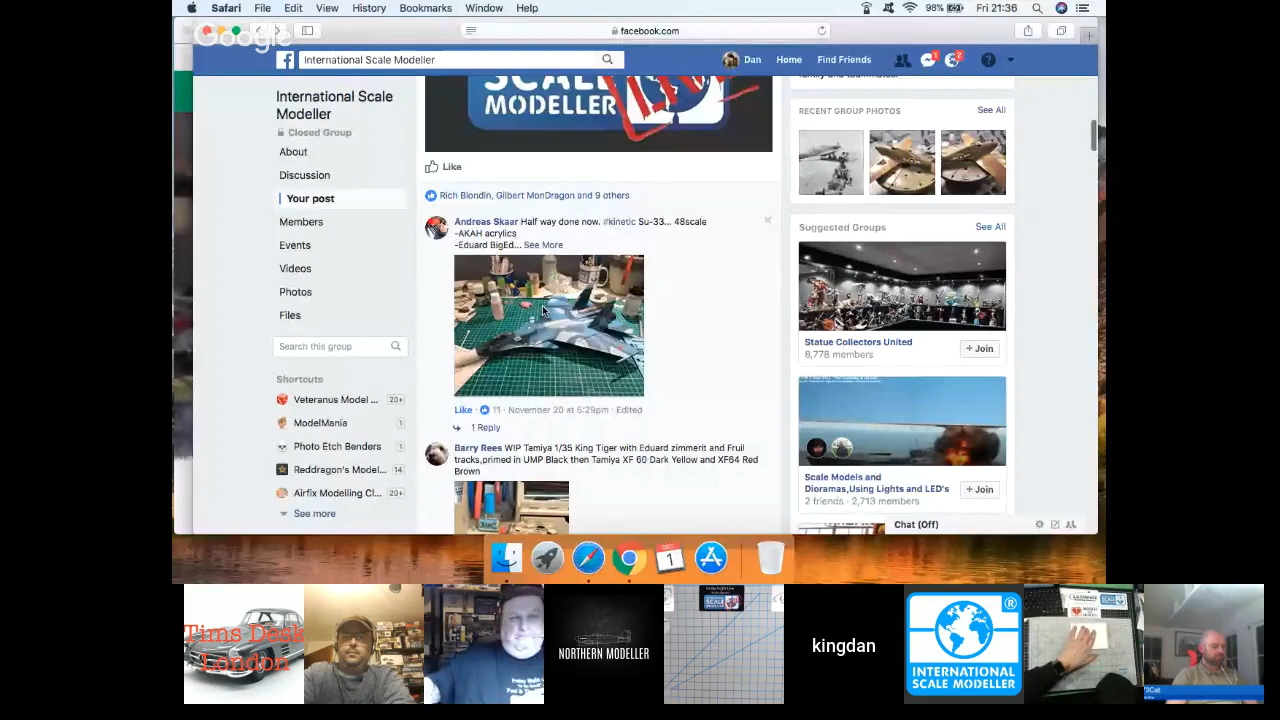 Safari File Edit View History Bookmarks Window Help
98% Fri 21:36
Google
facebook.com
International Scale Modeller
Dan Home Find Friends
1
2
International Scale
Modeller
Closed Group
About
Discussion
Your post
Members
Events
Videos
Photos
Files
Search this group
Shortcuts
Veteranus Model ... 20+
ModelMania 1
Photo Etch Benders 1
Reddragon's Model... 14
Airfix Modelling Cl... 20+
See more
SCALE
MODELLER
Like
Rich Blondin, Gilbert MonDragon and 9 others
Andreas Skaar Half way done now. #kinetic Su-33... 48scale
-AKAH acrylics
-Eduard BigEd... See More
Like · 11 · November 20 at 5:29pm · Edited
1 Reply
Barry Rees WIP Tamiya 1/35 King Tiger with Eduard zimmerit and Fruil
tracks,primed in UMP Black then Tamiya XF 60 Dark Yellow and XF64 Red
Brown
RECENT GROUP PHOTOS See All
Suggested Groups See All
Statue Collectors United
8,778 members
+ Join
Scale Models and
Dioramas,Using Lights and LED's
2 friends · 2,713 members
+ Join
Chat (Off)
DEC
1
Tims Desk
London
NORTHERN MODELLER
SCALE
kingdan
®
INTERNATIONAL
SCALE MODELLER